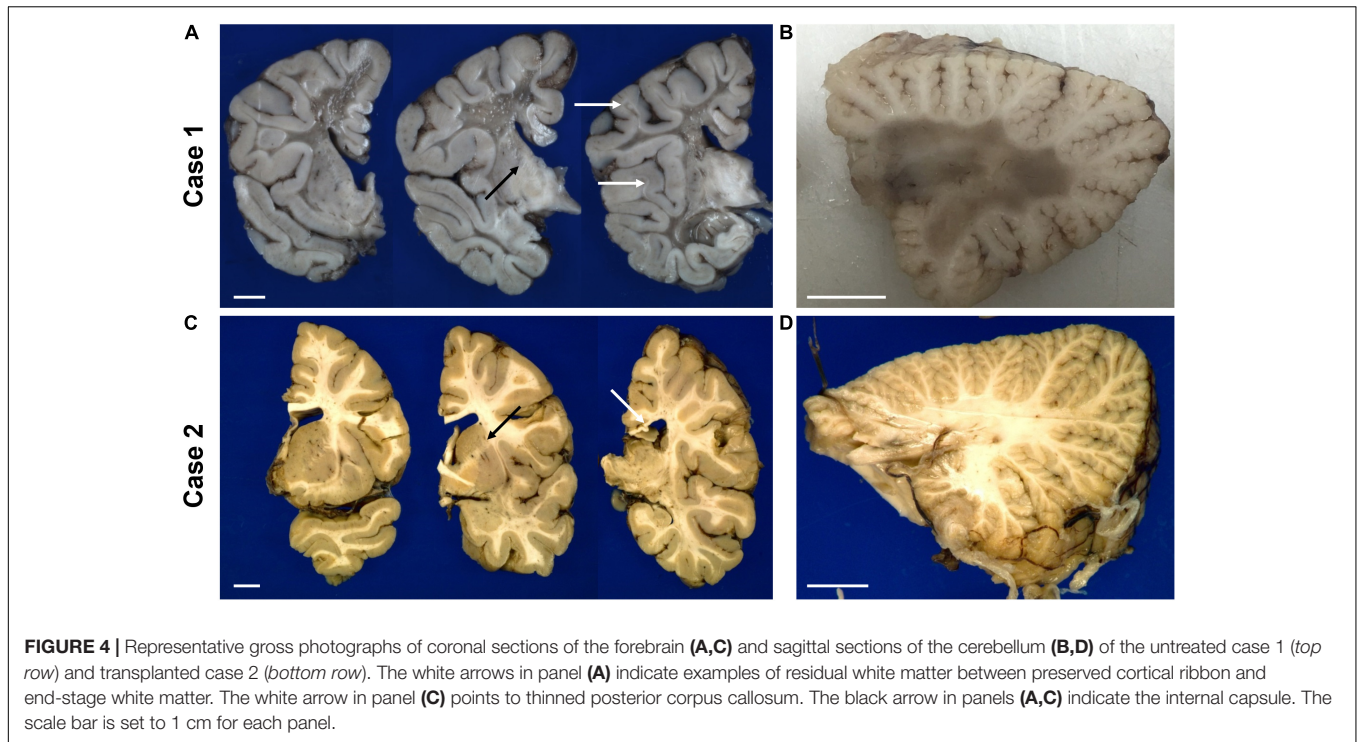 A
B
Case 1
C
D
Case 2
FIGURE 4 | Representative gross photographs of coronal sections of the forebrain (A,C) and sagittal sections of the cerebellum (B,D) of the untreated case 1 (top
row) and transplanted case 2 (bottom row). The white arrows in panel (A) indicate examples of residual white matter between preserved cortical ribbon and
end-stage white matter. The white arrow in panel (C) points to thinned posterior corpus callosum. The black arrow in panels (A,C) indicate the internal capsule. The
scale bar is set to 1 cm for each panel.